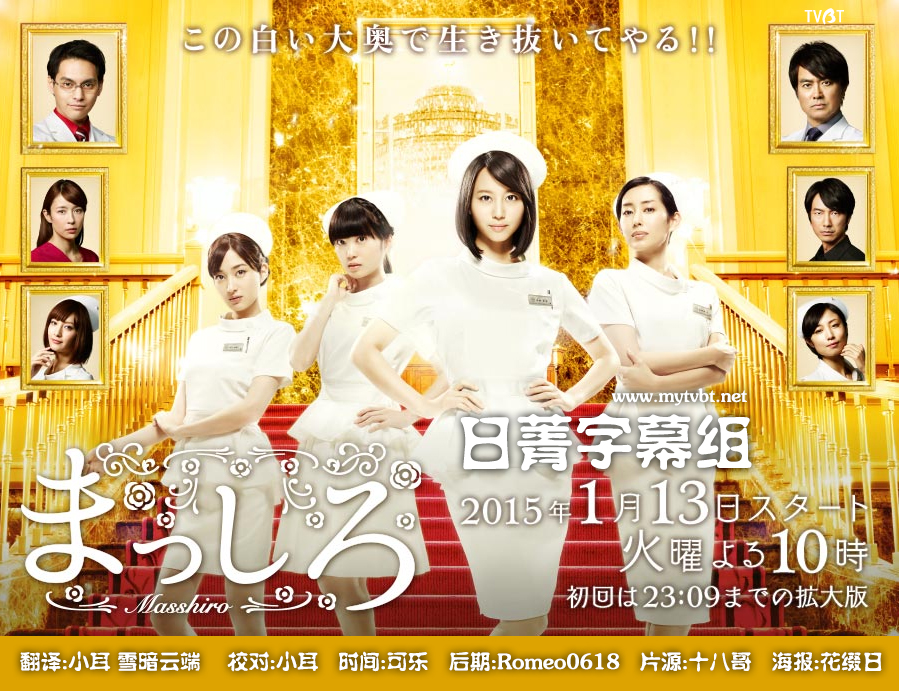 TVBT
この白い大奥で生き抜いてやる!!
www.mytvbt.net
日菁字幕组
まっしろ
Masshiro
2015年1月13日スタート
火曜よる10時
初回は23:09までの拡大版
翻译:小耳 雪暗云端 校对:小耳 时间:可乐 后期:Romeo0618 片源:十八哥 海报:花缀日